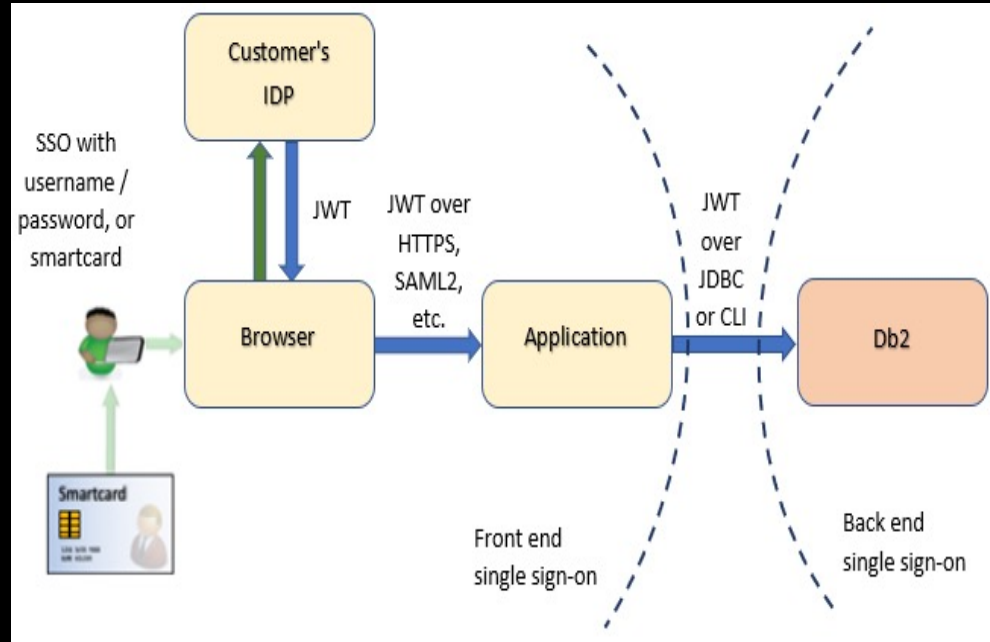 Customer's
IDP
SSO with
username /
password, or
smartcard
JWT
JWT over
HTTPS,
SAML2,
etc.
JWT
over
JDBC
or CLI
Browser
Application
Db2
Smartcard
Front end
single sign-on
Back end
single sign-on